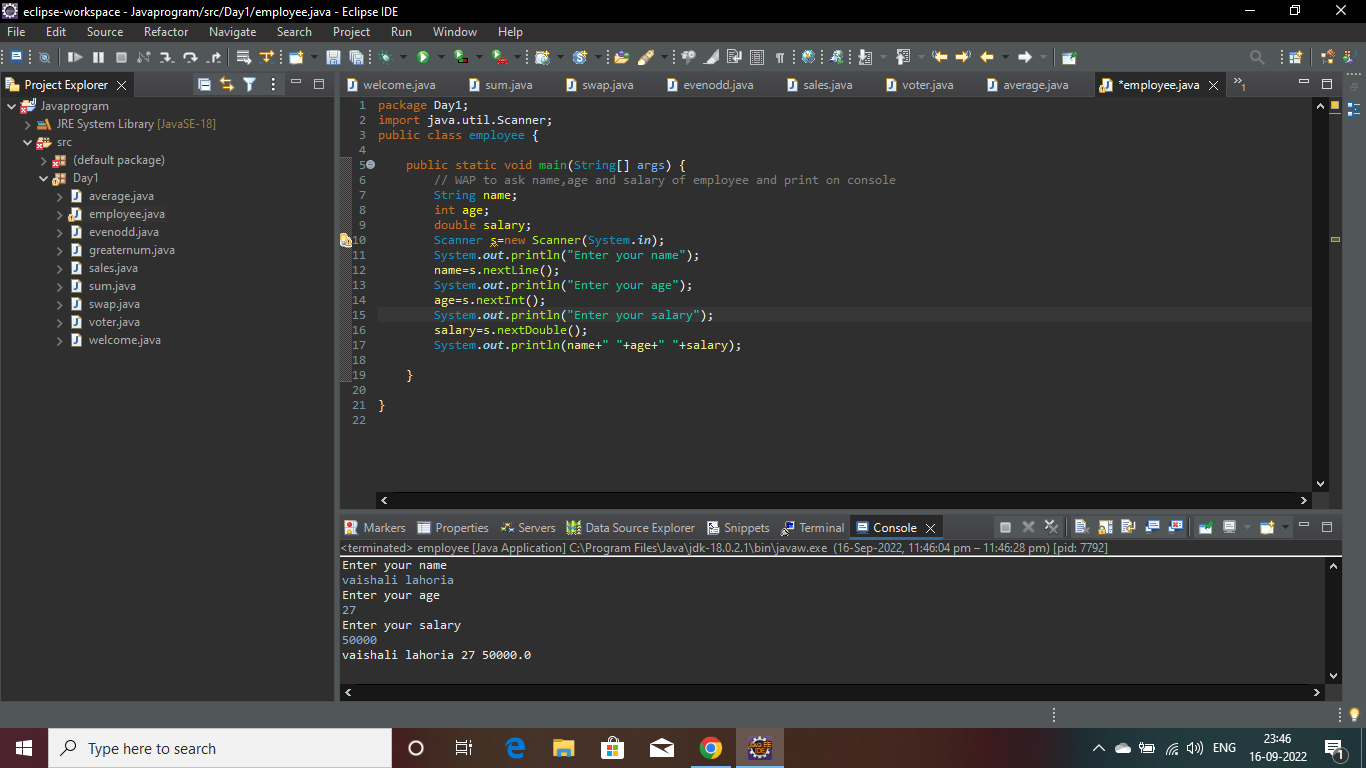 eclipse-workspace - Javaprogram/src/Day1/employee.java - Eclipse IDE
File Edit Source Refactor Navigate Search Project Run Window Help
Project Explorer
Javaprogram
JRE System Library [JavaSE-18]
src
(default package)
Day1
average.java
employee.java
evenodd.java
greaternum.java
sales.java
sum.java
swap.java
voter.java
welcome.java
welcome.java sum.java swap.java evenodd.java sales.java voter.java average.java *employee.java »1
1 package Day1;
2 import java.util.Scanner;
3 public class employee {
4
5 public static void main(String[] args) {
6 // WAP to ask name,age and salary of employee and print on console
7 String name;
8 int age;
9 double salary;
10 Scanner s=new Scanner(System.in);
11 System.out.println("Enter your name");
12 name=s.nextLine();
13 System.out.println("Enter your age");
14 age=s.nextInt();
15 System.out.println("Enter your salary");
16 salary=s.nextDouble();
17 System.out.println(name+" "+age+" "+salary);
18
19 }
20
21 }
22
Markers Properties Servers Data Source Explorer Snippets Terminal Console
<terminated> employee [Java Application] C:\Program Files\Java\jdk-18.0.2.1\bin\javaw.exe (16-Sep-2022, 11:46:04 pm – 11:46:28 pm) [pid: 7792]
Enter your name
vaishali lahoria
Enter your age
27
Enter your salary
50000
vaishali lahoria 27 50000.0
Type here to search
ENG
23:46
16-09-2022
1